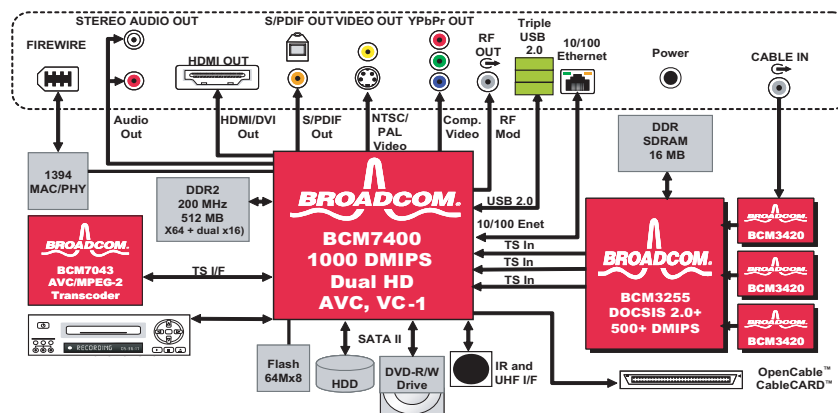 STEREO AUDIO OUT
S/PDIF OUT
VIDEO OUT
YPbPr OUT
RF
OUT
Triple
USB
2.0
10/100
Ethernet
Power
CABLE IN
FIREWIRE
HDMI OUT
Audio
Out
HDMI/DVI
Out
S/PDIF
Out
NTSC/
PAL
Video
Comp.
Video
RF
Mod
DDR
SDRAM
16 MB
1394
MAC/PHY
DDR2
200 MHz
512 MB
X64 + dual x16)
BROADCOM.
BCM7400
1000 DMIPS
Dual HD
AVC, VC-1
USB 2.0
10/100 Enet
TS In
TS In
TS In
BROADCOM.
BCM3255
DOCSIS 2.0+
500+ DMIPS
BROADCOM.
BCM3420
BROADCOM.
BCM3420
BROADCOM.
BCM3420
BROADCOM.
BCM7043
AVC/MPEG-2
Transcoder
TS I/F
RECORDING
SATA II
Flash
64Mx8
HDD
DVD-R/W
Drive
IR and
UHF I/F
OpenCable™
CableCARD™